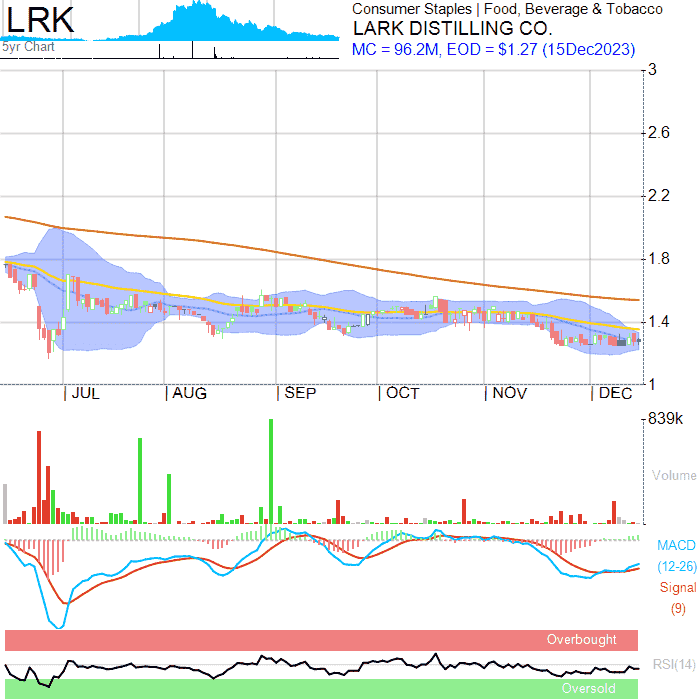 LRK
5yr Chart
Consumer Staples | Food, Beverage & Tobacco
LARK DISTILLING CO.
MC = 96.2M, EOD = $1.27 (15Dec2023)
3
2.6
2.2
1.8
1.4
1
JUL
AUG
SEP
OCT
NOV
DEC
839k
Volume
MACD
(12-26)
Signal
(9)
Overbought
RSI(14)
Oversold